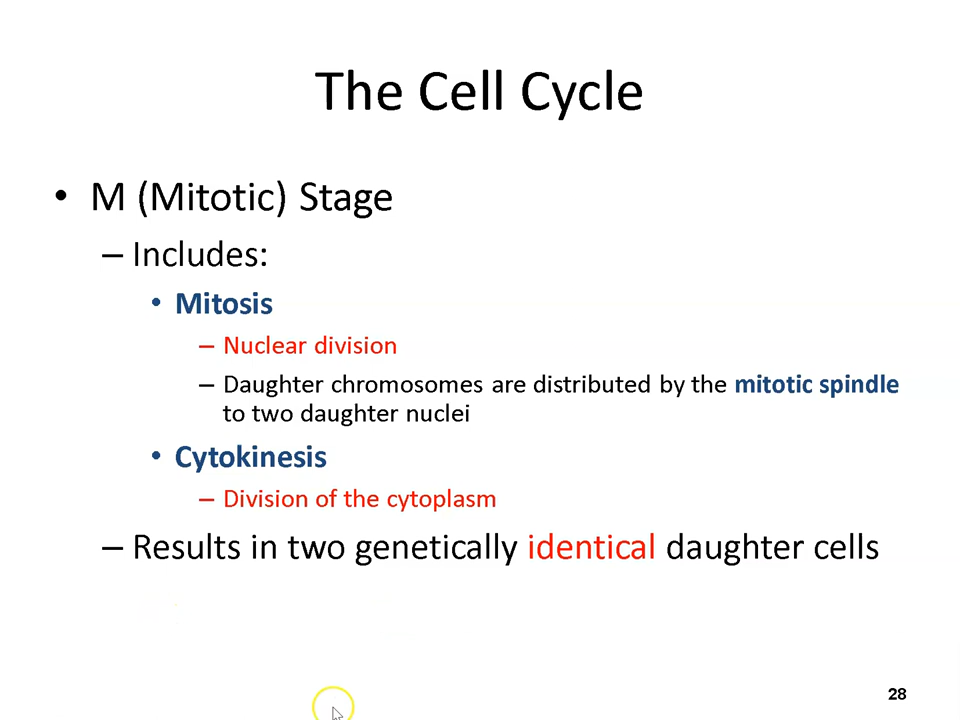 The Cell Cycle
• M (Mitotic) Stage
– Includes:
• Mitosis
– Nuclear division
– Daughter chromosomes are distributed by the mitotic spindle
to two daughter nuclei
• Cytokinesis
– Division of the cytoplasm
– Results in two genetically identical daughter cells
28